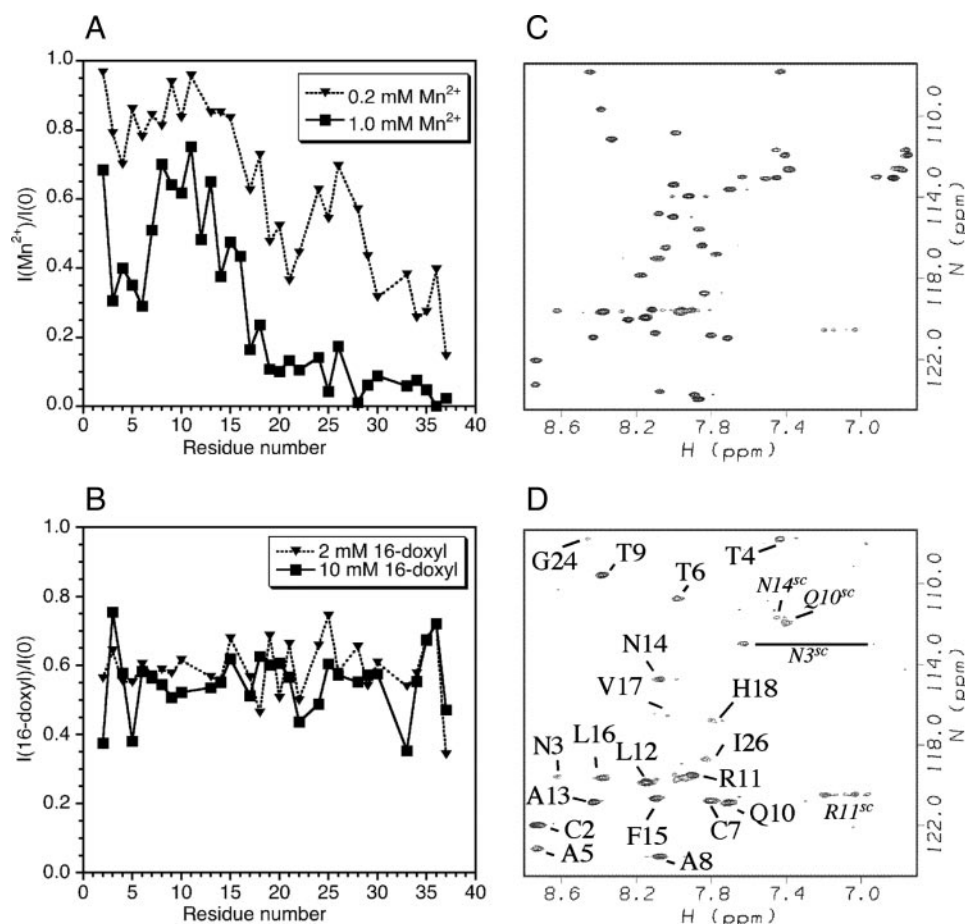 A
1.0
0.8
0.6
0.4
0.2
0.0
I(Mn²⁺)/I(0)
0.2 mM Mn²⁺
1.0 mM Mn²⁺
0 5 10 15 20 25 30 35 40
Residue number
C
110.0
114.0
118.0
122.0
N (ppm)
8.6 8.2 7.8 7.4 7.0
H (ppm)
B
1.0
0.8
0.6
0.4
0.2
0.0
I(16-doxyl)/I(0)
2 mM 16-doxyl
10 mM 16-doxyl
0 5 10 15 20 25 30 35 40
Residue number
D
G24
T9
T6
T4
N14ˢᶜ
Q10ˢᶜ
N3ˢᶜ
N14
V17
H18
N3
L16
L12
I26
R11
A13
R11ˢᶜ
C2
F15
C7
Q10
A5
A8
110.0
114.0
118.0
122.0
N (ppm)
8.6 8.2 7.8 7.4 7.0
H (ppm)